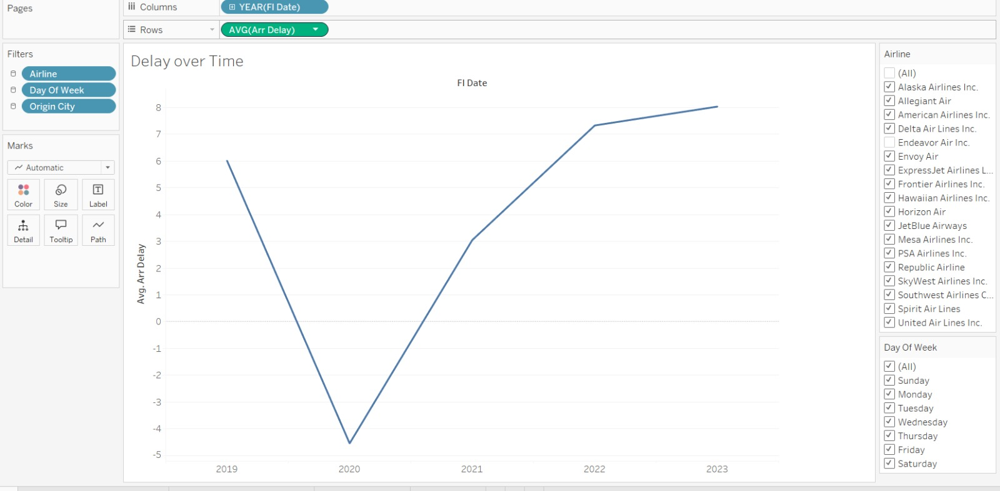 Pages
Columns
YEAR(Fl Date)
Rows
AVG(Arr Delay)
Filters
Airline
Day Of Week
Origin City
Marks
Automatic
Color
Size
Label
Detail
Tooltip
Path
Delay over Time
Fl Date
Avg. Arr Delay
8
7
6
5
4
3
2
1
0
-1
-2
-3
-4
-5
2019
2020
2021
2022
2023
Airline
(All)
Alaska Airlines Inc.
Allegiant Air
American Airlines Inc.
Delta Air Lines Inc.
Endeavor Air Inc.
Envoy Air
ExpressJet Airlines L...
Frontier Airlines Inc.
Hawaiian Airlines Inc.
Horizon Air
JetBlue Airways
Mesa Airlines Inc.
PSA Airlines Inc.
Republic Airline
SkyWest Airlines Inc.
Southwest Airlines C...
Spirit Air Lines
United Air Lines Inc.
Day Of Week
(All)
Sunday
Monday
Tuesday
Wednesday
Thursday
Friday
Saturday